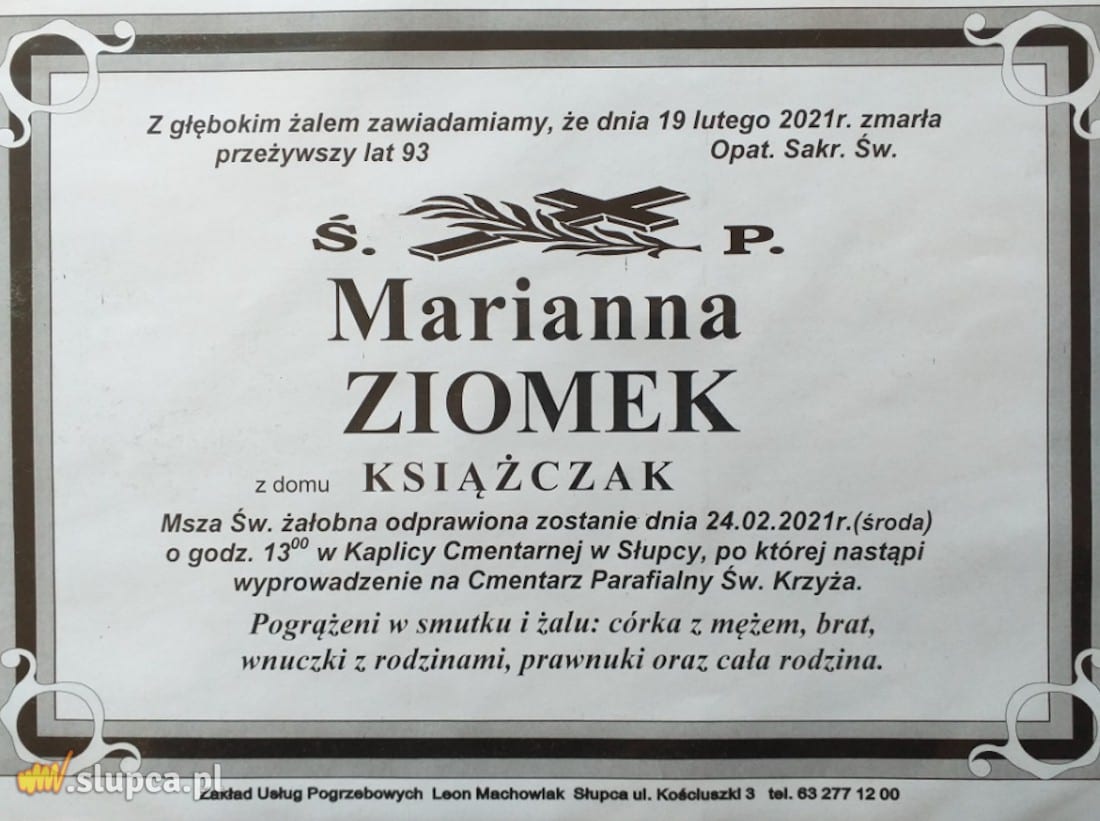 Z głębokim żalem zawiadamiamy, że dnia 19 lutego 2021r. zmarła
przeżywszy lat 93 Opat. Sakr. Św.
Ś. P.
Marianna
ZIOMEK
z domu KSIĄŻCZAK
Msza Św. żałobna odprawiona zostanie dnia 24.02.2021r.(środa)
o godz. 13⁰⁰ w Kaplicy Cmentarnej w Słupcy, po której nastąpi
wyprowadzenie na Cmentarz Parafialny Św. Krzyża.
Pogrążeni w smutku i żalu: córka z mężem, brat,
wnuczki z rodzinami, prawnuki oraz cała rodzina.
.slupca.pl
Zakład Usług Pogrzebowych Leon Machowiak Słupca ul. Kościuszki 3 tel. 63 277 12 00